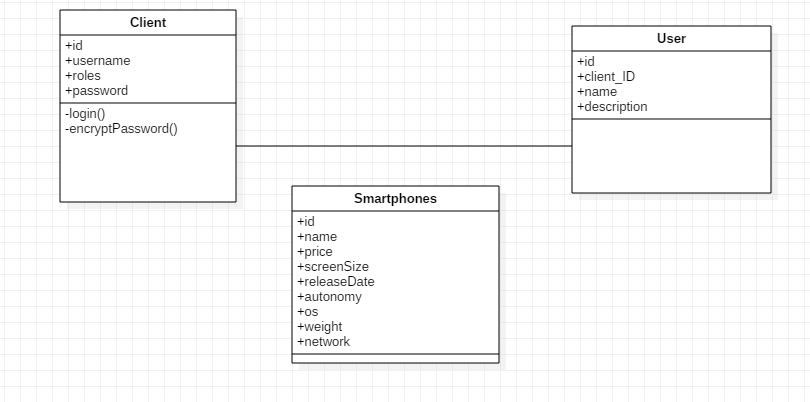 Client
+id
+username
+roles
+password
-login()
-encryptPassword()
User
+id
+client_ID
+name
+description
Smartphones
+id
+name
+price
+screenSize
+releaseDate
+autonomy
+os
+weight
+network